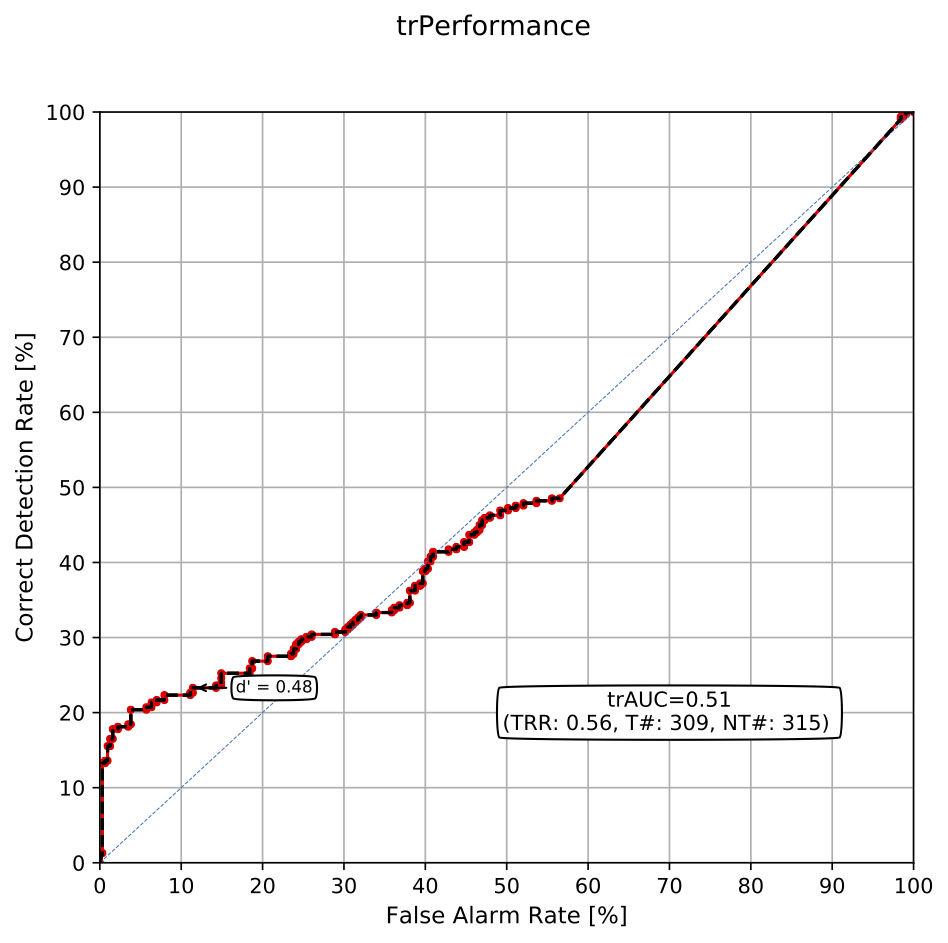 trPerformance
100
90
80
70
60
50
40
30
20
10
0
Correct Detection Rate [%]
d' = 0.48
trAUC=0.51
(TRR: 0.56, T#: 309, NT#: 315)
0 10 20 30 40 50 60 70 80 90 100
False Alarm Rate [%]